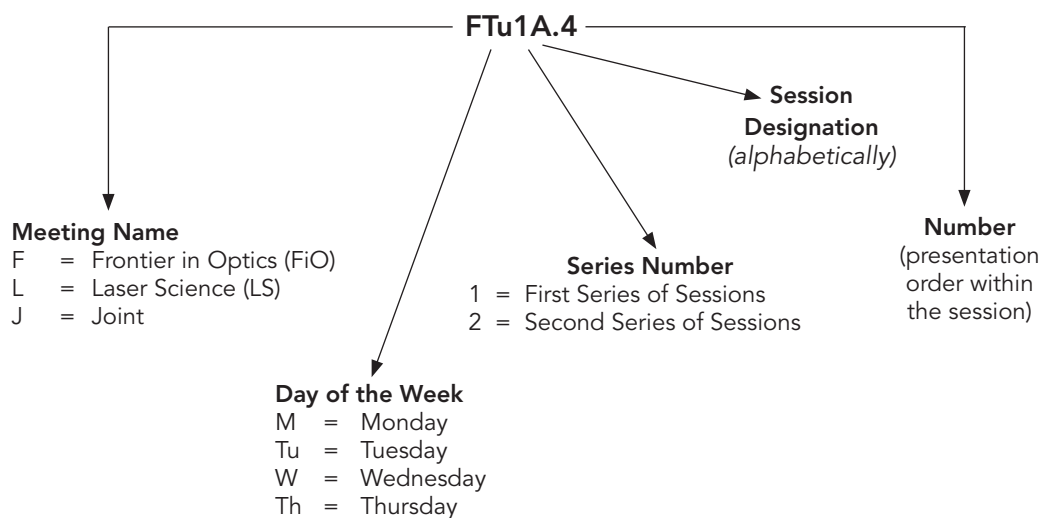 FTu1A.4
Session
Designation
(alphabetically)
Meeting Name
F = Frontier in Optics (FiO)
L = Laser Science (LS)
J = Joint
Series Number
1 = First Series of Sessions
2 = Second Series of Sessions
Number
(presentation
order within
the session)
Day of the Week
M = Monday
Tu = Tuesday
W = Wednesday
Th = Thursday